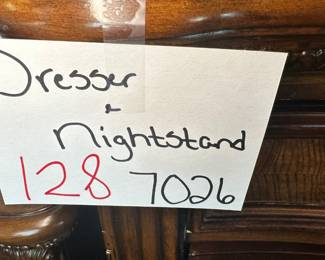 Dresser
&
Nightstand
128 7026